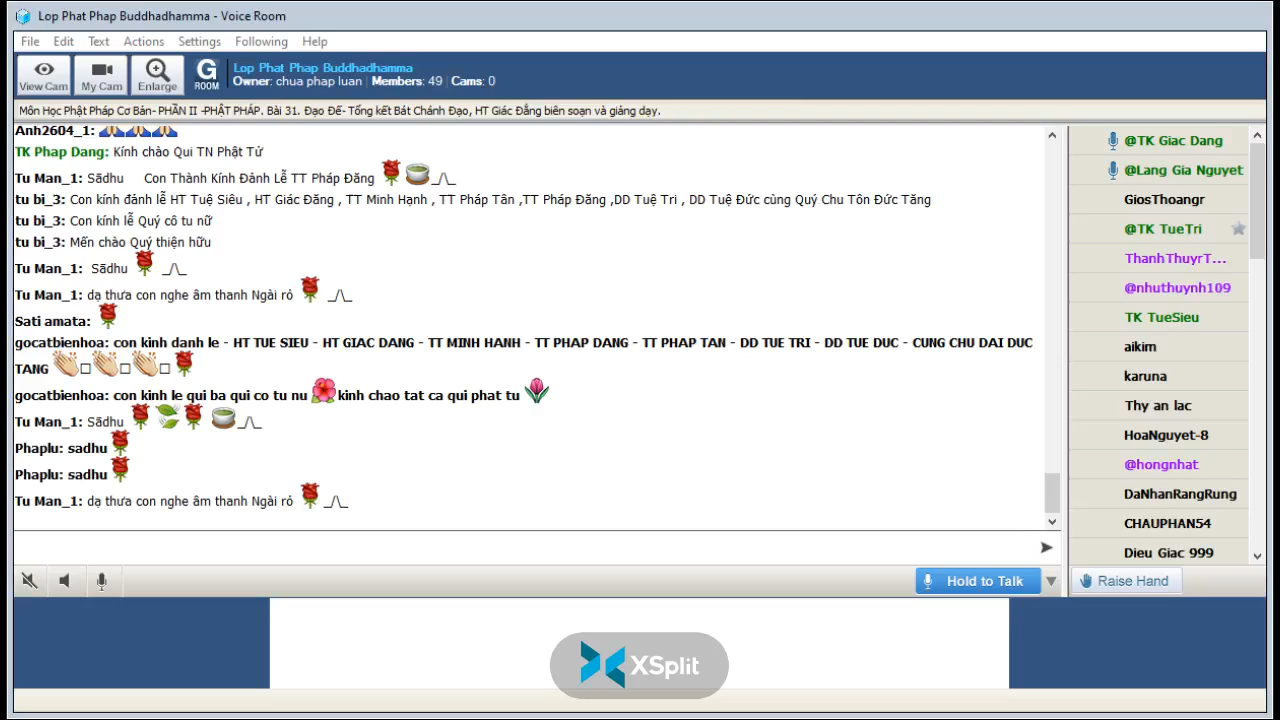 Lop Phat Phap Buddhadhamma - Voice Room
File Edit Text Actions Settings Following Help
View Cam My Cam Enlarge
G ROOM
Lop Phat Phap Buddhadhamma
Owner: chua phap luan Members: 49 Cams: 0
Môn Học Phật Pháp Cơ Bản- PHẦN II -PHẬT PHÁP. Bài 31. Đạo Đế- Tổng kết Bát Chánh Đạo, HT Giác Đẳng biên soạn và giảng dạy.
Anh2604_1:
TK Phap Dang: Kính chào Qui TN Phật Tử
Tu Man_1: Sādhu Con Thành Kính Đảnh Lễ TT Pháp Đăng _/\_
tu bi_3: Con kính đảnh lễ HT Tuệ Siêu , HT Giác Đăng , TT Minh Hạnh , TT Pháp Tân ,TT Pháp Đăng ,DD Tuệ Tri , DD Tuệ Đức cùng Quý Chu Tôn Đức Tăng
tu bi_3: Con kính lễ Quý cô tu nữ
tu bi_3: Mến chào Quý thiện hữu
Tu Man_1: Sādhu _/\_
Tu Man_1: dạ thưa con nghe âm thanh Ngài rỏ _/\_
Sati amata:
gocatbienhoa: con kinh danh le - HT TUE SIEU - HT GIAC DANG - TT MINH HANH - TT PHAP DANG - TT PHAP TAN - DD TUE TRI - DD TUE DUC - CUNG CHU DAI DUC
TANG
gocatbienhoa: con kinh le qui ba qui co tu nu kinh chao tat ca qui phat tu
Tu Man_1: Sādhu _/\_
Phaplu: sadhu
Phaplu: sadhu
Tu Man_1: dạ thưa con nghe âm thanh Ngài rỏ _/\_
Hold to Talk
@TK Giac Dang
@Lang Gia Nguyet
GiosThoangr
@TK TueTri
ThanhThuyrT...
@nhuthuynh109
TK TueSieu
aikim
karuna
Thy an lac
HoaNguyet-8
@hongnhat
DaNhanRangRung
CHAUPHAN54
Dieu Giac 999
Raise Hand
XSplit